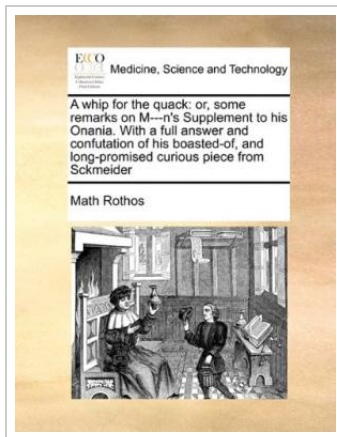 ECCO
Medicine, Science and Technology
A whip for the quack: or, some
remarks on M---n's Supplement to his
Onania. With a full answer and
confutation of his boasted-of, and
long-promised curious piece from
Sckmeider
Math Rothos